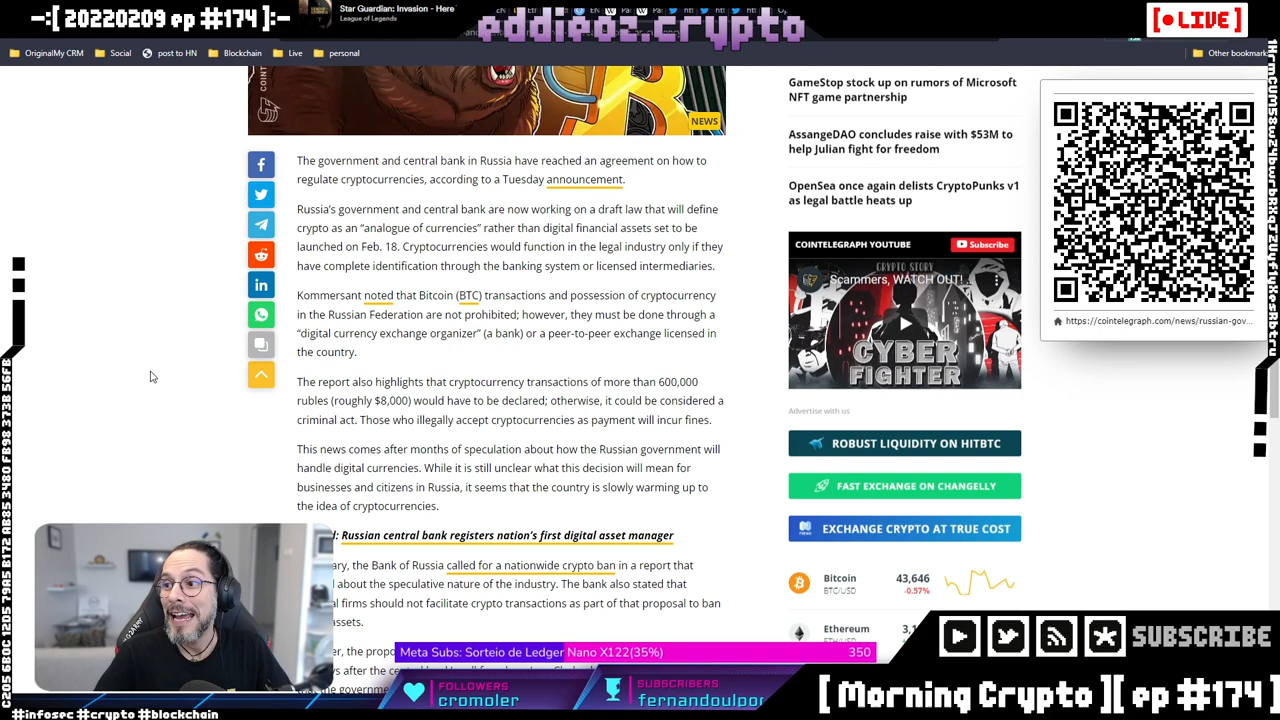 -:[ 20220209 ep #174 ]:-
Star Guardian: Invasion - Here
League of Legends
addino3.crypto
[● LIVE ]
OriginalMy CRM
Social
post to HN
Blockchain
Live
personal
Other bookmark
NEWS
The government and central bank in Russia have reached an agreement on how to
regulate cryptocurrencies, according to a Tuesday announcement.
Russia's government and central bank are now working on a draft law that will define
crypto as an “analogue of currencies” rather than digital financial assets set to be
launched on Feb. 18. Cryptocurrencies would function in the legal industry only if they
have complete identification through the banking system or licensed intermediaries.
Kommersant noted that Bitcoin (BTC) transactions and possession of cryptocurrency
in the Russian Federation are not prohibited; however, they must be done through a
“digital currency exchange organizer” (a bank) or a peer-to-peer exchange licensed in
the country.
The report also highlights that cryptocurrency transactions of more than 600,000
rubles (roughly $8,000) would have to be declared; otherwise, it could be considered a
criminal act. Those who illegally accept cryptocurrencies as payment will incur fines.
This news comes after months of speculation about how the Russian government will
handle digital currencies. While it is still unclear what this decision will mean for
businesses and citizens in Russia, it seems that the country is slowly warming up to
the idea of cryptocurrencies.
: Russian central bank registers nation's first digital asset manager
ary, the Bank of Russia called for a nationwide crypto ban in a report that
about the speculative nature of the industry. The bank also stated that
l firms should not facilitate crypto transactions as part of that proposal to ban
ssets.
GameStop stock up on rumors of Microsoft
NFT game partnership
AssangeDAO concludes raise with $53M to
help Julian fight for freedom
OpenSea once again delists CryptoPunks v1
as legal battle heats up
COINTELEGRAPH YOUTUBE
Subscribe
CRYPTO STORY
Scammers, WATCH OUT! ...
CYBER
FIGHTER
Advertise with us
ROBUST LIQUIDITY ON HITBTC
FAST EXCHANGE ON CHANGELLY
EXCHANGE CRYPTO AT TRUE COST
Bitcoin
BTC/USD
43,646
-0.57%
Ethereum
https://cointelegraph.com/news/russian-gov...
Meta Subs: Sorteio de Ledger Nano X122(35%)
350
FOLLOWERS
cromoler
SUBSCRIBERS
fernandoulpor
SUBSCRIBE
[ Morning Crypto ][ ep #174 ]
#crypto #blockchain